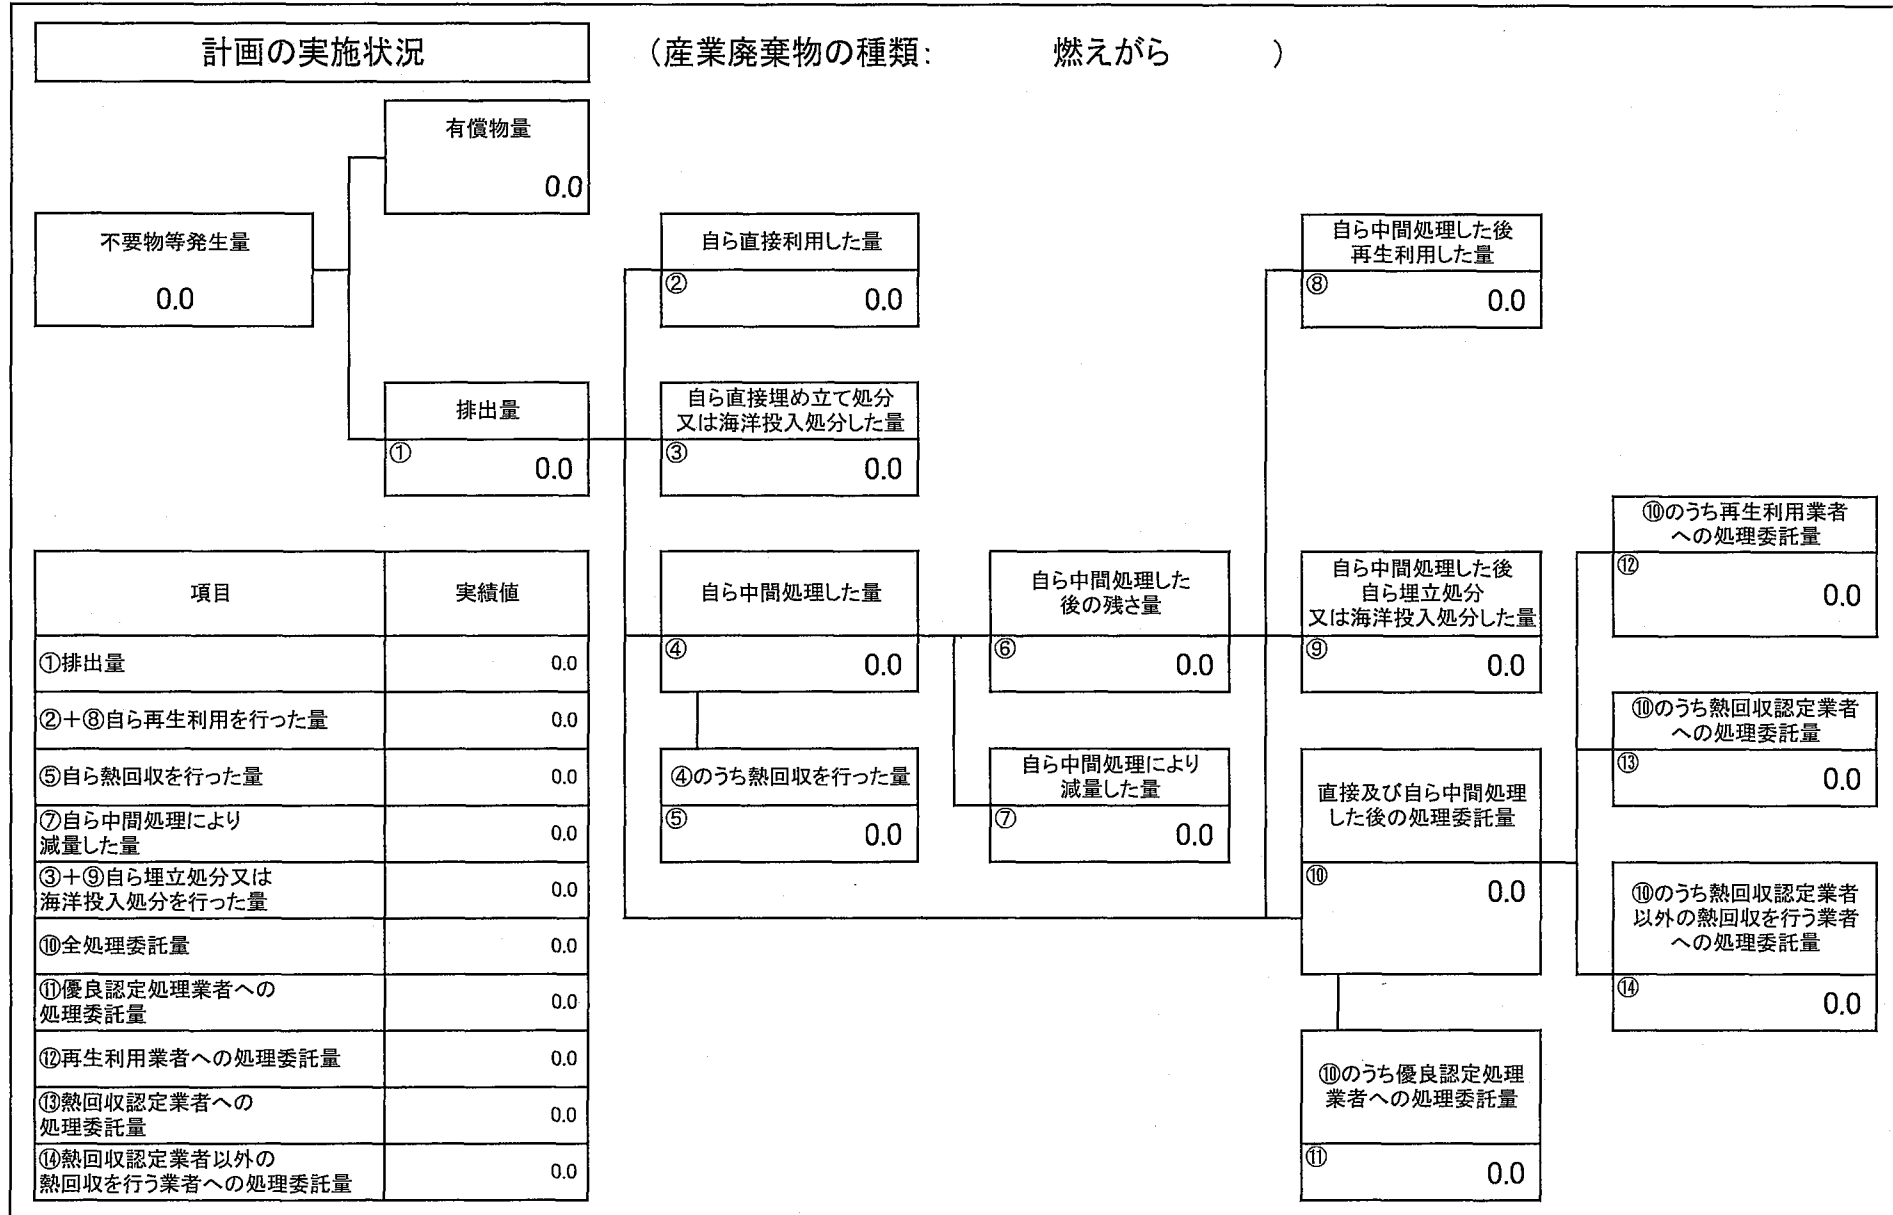 計画の実施状況
（産業廃棄物の種類： 燃えがら ）
有償物量
0.0
不要物等発生量
0.0
自ら直接利用した量
② 0.0
自ら中間処理した後
再生利用した量
⑧ 0.0
排出量
① 0.0
自ら直接埋め立て処分
又は海洋投入処分した量
③ 0.0
⑩のうち再生利用業者
への処理委託量
⑫ 0.0
自ら中間処理した量
④ 0.0
自ら中間処理した
後の残さ量
⑥ 0.0
自ら中間処理した後
自ら埋立処分
又は海洋投入処分した量
⑨ 0.0
⑩のうち熱回収認定業者
への処理委託量
⑬ 0.0
④のうち熱回収を行った量
⑤ 0.0
自ら中間処理により
減量した量
⑦ 0.0
直接及び自ら中間処理
した後の処理委託量
⑩ 0.0
⑩のうち熱回収認定業者
以外の熱回収を行う業者
への処理委託量
⑭ 0.0
⑩のうち優良認定処理
業者への処理委託量
⑪ 0.0
項目 実績値
①排出量 0.0
②＋⑧自ら再生利用を行った量 0.0
⑤自ら熱回収を行った量 0.0
⑦自ら中間処理により
減量した量 0.0
③＋⑨自ら埋立処分又は
海洋投入処分を行った量 0.0
⑩全処理委託量 0.0
⑪優良認定処理業者への
処理委託量 0.0
⑫再生利用業者への処理委託量 0.0
⑬熱回収認定業者への
処理委託量 0.0
⑭熱回収認定業者以外の
熱回収を行う業者への処理委託量 0.0